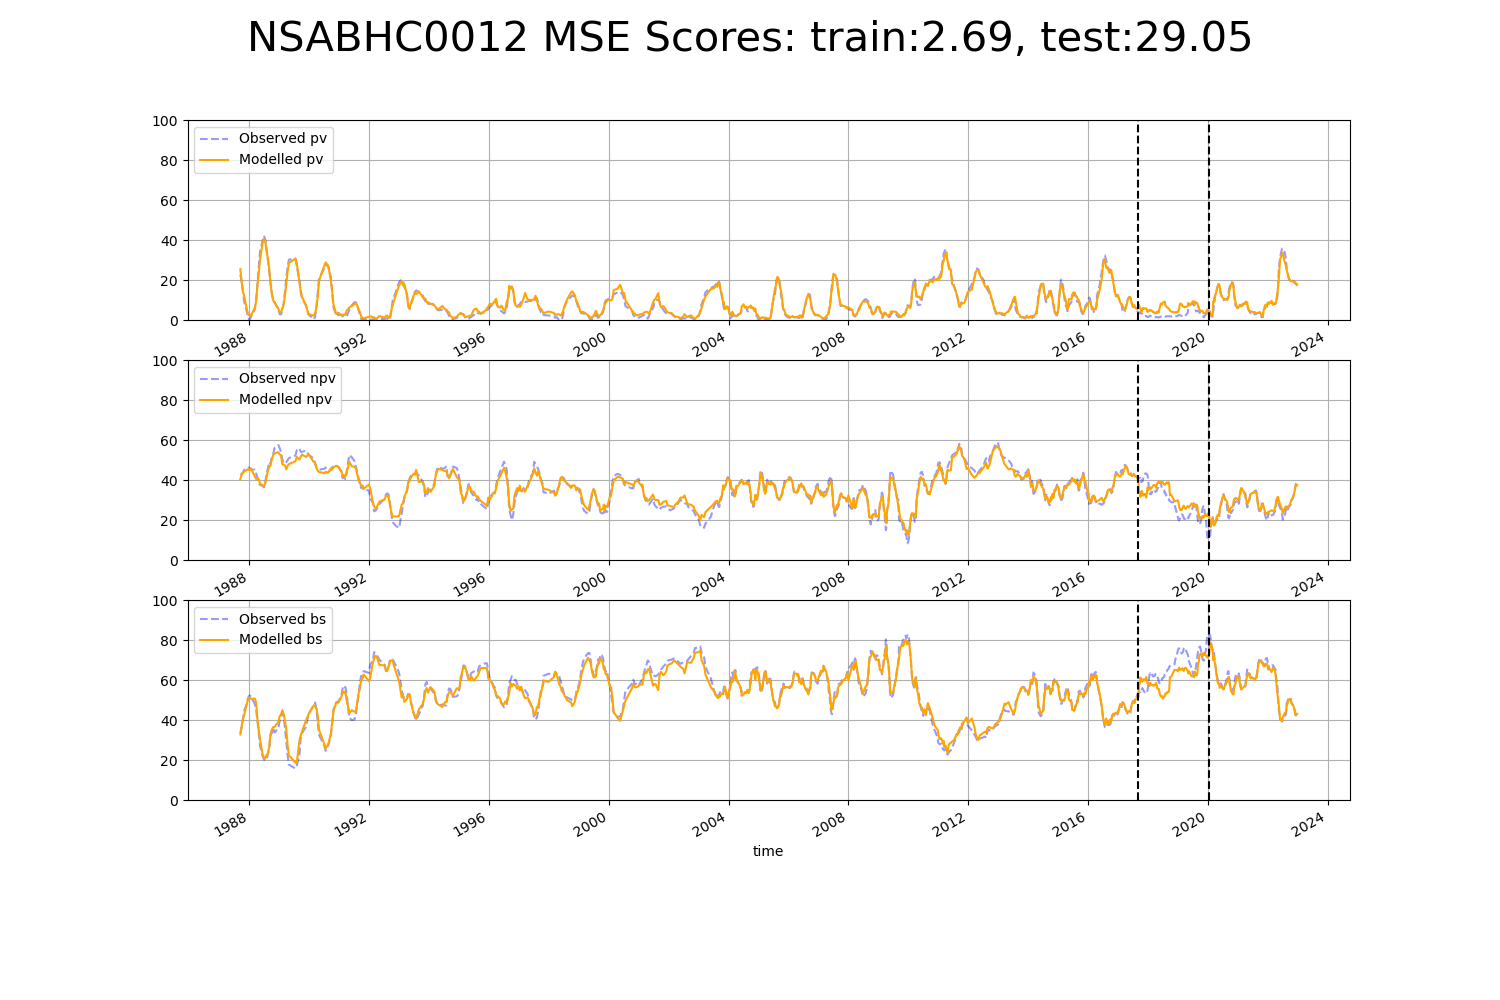 NSABHC0012 MSE Scores: train:2.69, test:29.05
100
80
60
40
20
0
Observed pv
Modelled pv
1988 1992 1996 2000 2004 2008 2012 2016 2020 2024
100
80
60
40
20
0
Observed npv
Modelled npv
1988 1992 1996 2000 2004 2008 2012 2016 2020 2024
100
80
60
40
20
0
Observed bs
Modelled bs
1988 1992 1996 2000 2004 2008 2012 2016 2020 2024
time